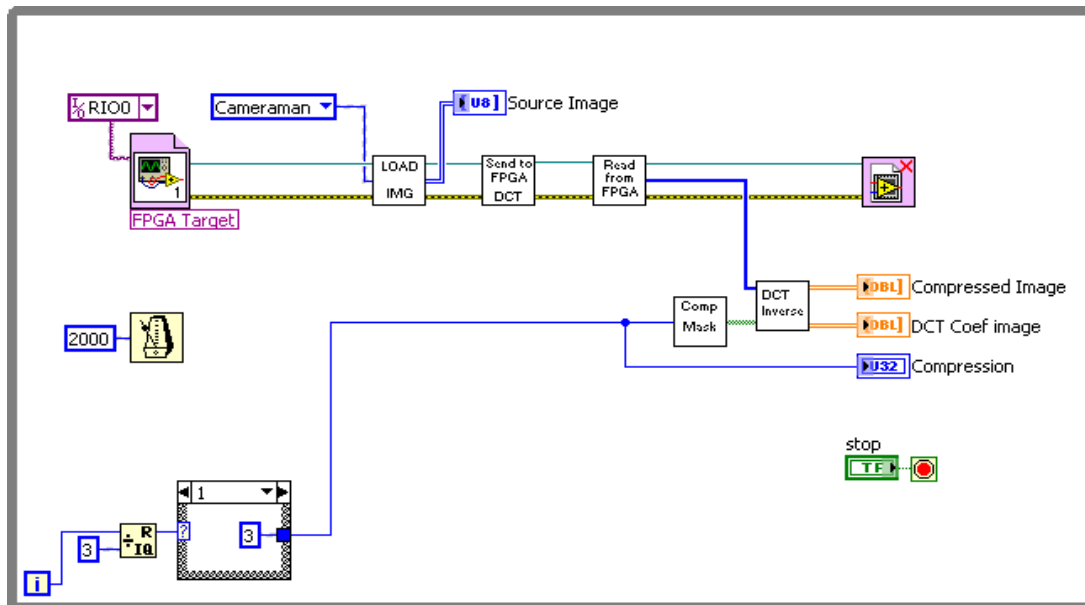 I/O RIO0
Cameraman
U8
Source Image
LOAD
IMG
Send to
FPGA
DCT
Read
from
FPGA
1
FPGA Target
Comp
Mask
DCT
Inverse
DBL
Compressed Image
DBL
DCT Coef image
U32
Compression
2000
stop
TF
1
?
3
R
IQ
3
i